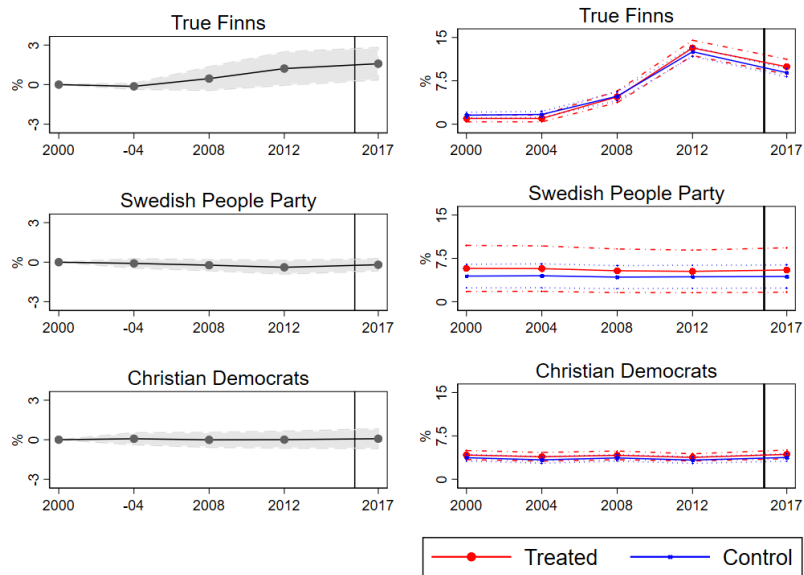 True Finns
3
0
-3
%
2000 -04 2008 2012 2017
True Finns
15
7.5
0
%
2000 2004 2008 2012 2017
Swedish People Party
3
0
-3
%
2000 -04 2008 2012 2017
Swedish People Party
15
7.5
0
%
2000 2004 2008 2012 2017
Christian Democrats
3
0
-3
%
2000 -04 2008 2012 2017
Christian Democrats
15
7.5
0
%
2000 2004 2008 2012 2017
Treated Control